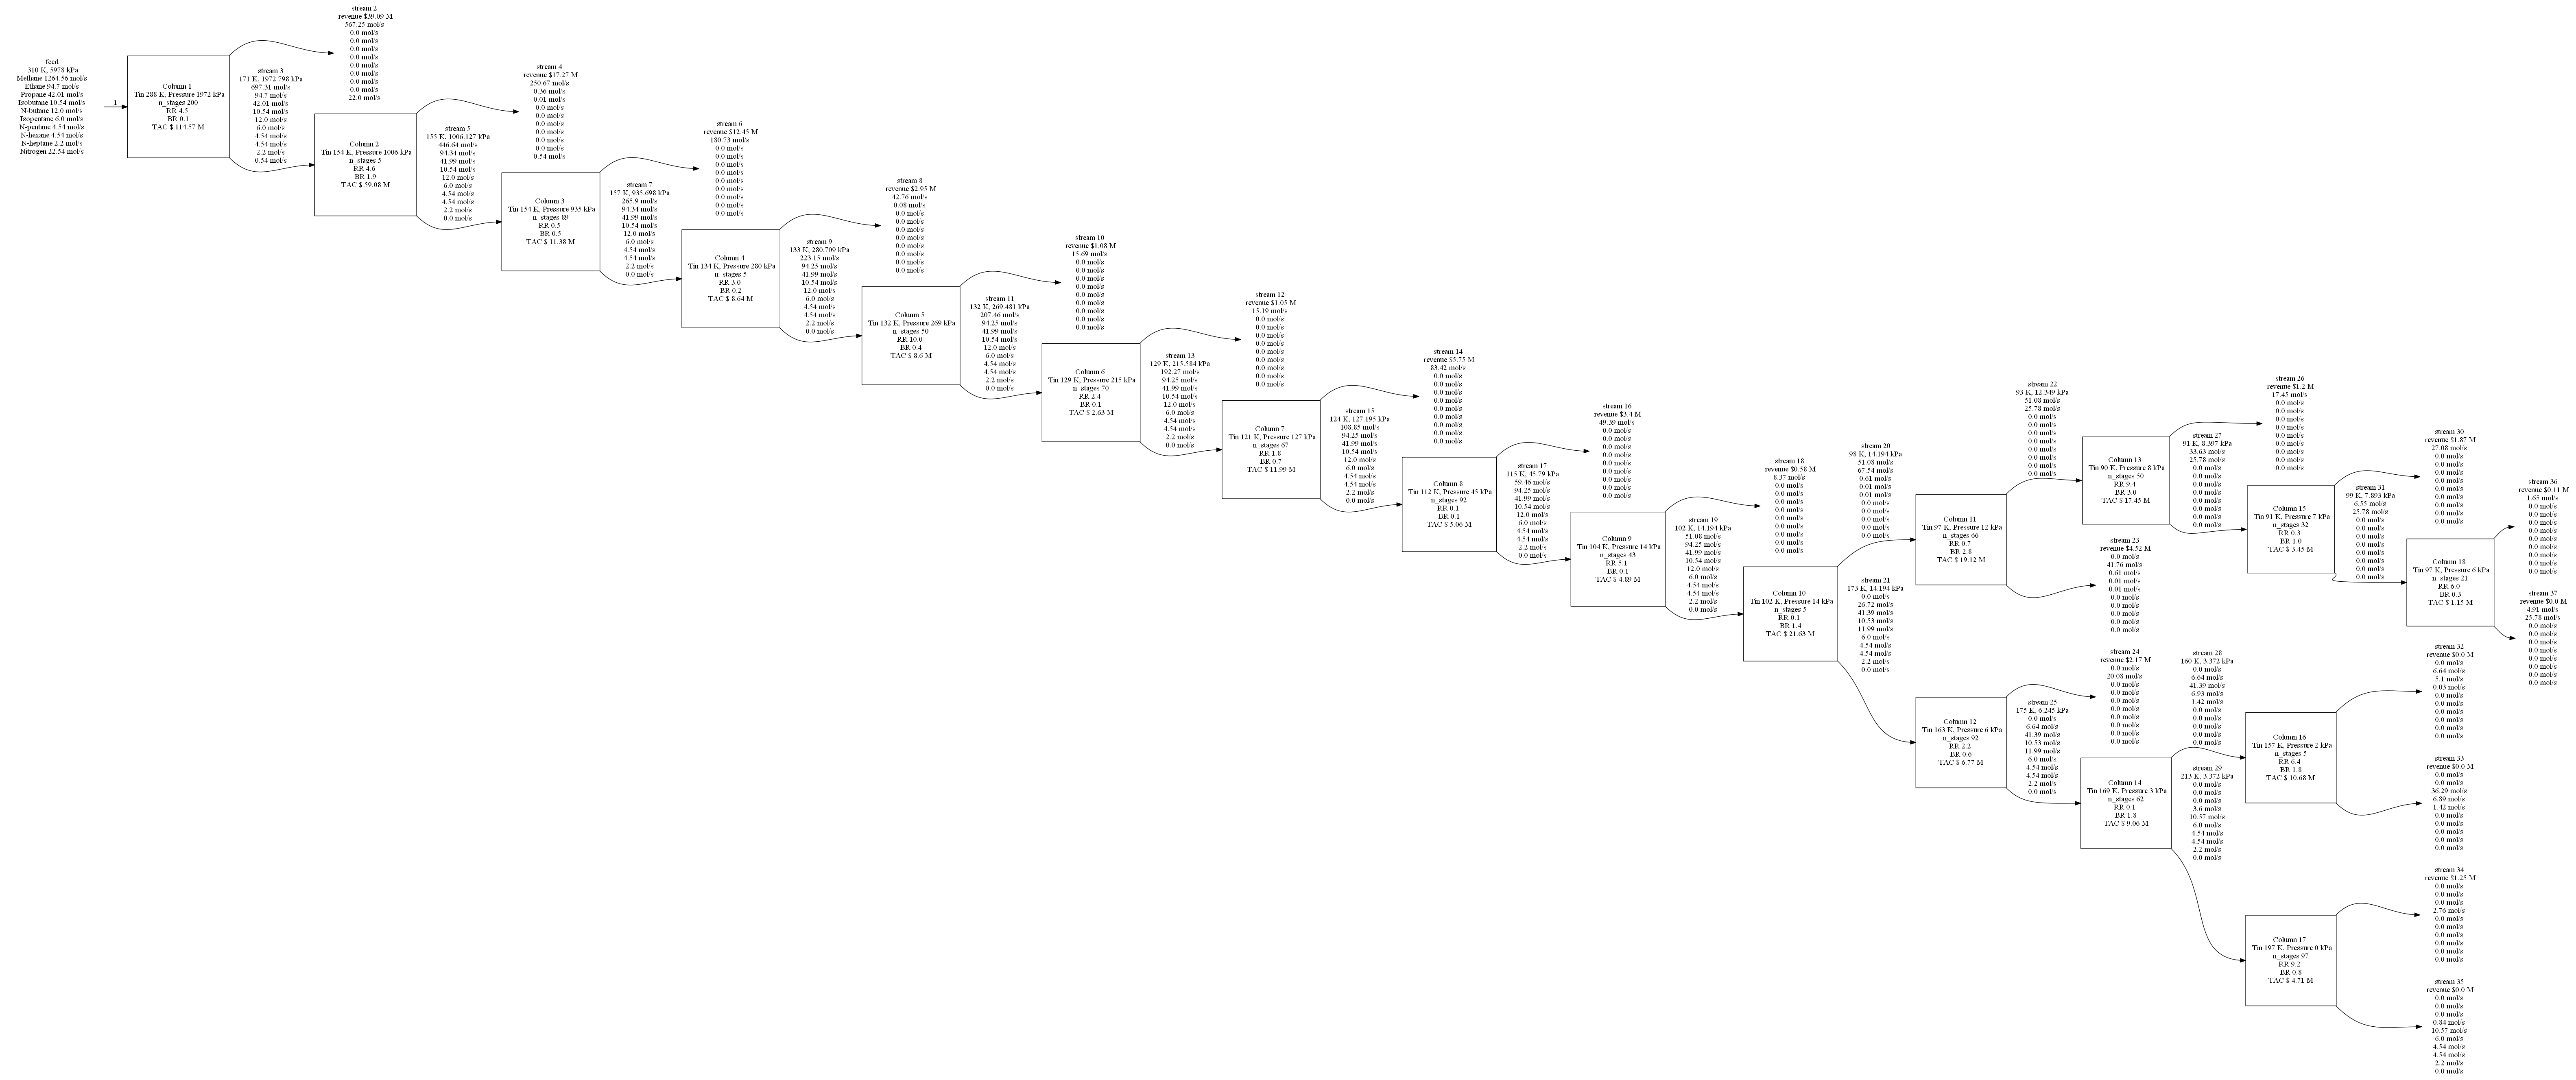 feed
310 K, 5978 kPa
Methane 1264.56 mol/s
Ethane 94.7 mol/s
Propane 42.01 mol/s
Isobutane 10.54 mol/s
N-butane 12.0 mol/s
Isopentane 6.0 mol/s
N-pentane 4.54 mol/s
N-hexane 4.54 mol/s
N-heptane 2.2 mol/s
Nitrogen 22.54 mol/s
1
Column 1
Tin 288 K, Pressure 1972 kPa
n_stages 200
RR 4.5
BR 0.1
TAC $ 114.57 M
stream 2
revenue $39.09 M
567.25 mol/s
0.0 mol/s
0.0 mol/s
0.0 mol/s
0.0 mol/s
0.0 mol/s
0.0 mol/s
0.0 mol/s
0.0 mol/s
22.0 mol/s
stream 3
171 K, 1972.798 kPa
697.31 mol/s
94.7 mol/s
42.01 mol/s
10.54 mol/s
12.0 mol/s
6.0 mol/s
4.54 mol/s
4.54 mol/s
2.2 mol/s
0.54 mol/s
Column 2
Tin 154 K, Pressure 1006 kPa
n_stages 5
RR 4.6
BR 1.9
TAC $ 59.08 M
stream 4
revenue $17.27 M
250.67 mol/s
0.36 mol/s
0.01 mol/s
0.0 mol/s
0.0 mol/s
0.0 mol/s
0.0 mol/s
0.0 mol/s
0.0 mol/s
0.54 mol/s
stream 5
155 K, 1006.127 kPa
446.64 mol/s
94.34 mol/s
41.99 mol/s
10.54 mol/s
12.0 mol/s
6.0 mol/s
4.54 mol/s
4.54 mol/s
2.2 mol/s
0.0 mol/s
Column 3
Tin 154 K, Pressure 935 kPa
n_stages 89
RR 0.5
BR 0.5
TAC $ 11.38 M
stream 6
revenue $12.45 M
180.73 mol/s
0.0 mol/s
0.0 mol/s
0.0 mol/s
0.0 mol/s
0.0 mol/s
0.0 mol/s
0.0 mol/s
0.0 mol/s
0.0 mol/s
stream 7
157 K, 935.698 kPa
265.9 mol/s
94.34 mol/s
41.99 mol/s
10.54 mol/s
12.0 mol/s
6.0 mol/s
4.54 mol/s
4.54 mol/s
2.2 mol/s
0.0 mol/s
Column 4
Tin 134 K, Pressure 280 kPa
n_stages 5
RR 3.0
BR 0.2
TAC $ 8.64 M
stream 8
revenue $2.95 M
42.76 mol/s
0.08 mol/s
0.0 mol/s
0.0 mol/s
0.0 mol/s
0.0 mol/s
0.0 mol/s
0.0 mol/s
0.0 mol/s
0.0 mol/s
stream 9
133 K, 280.709 kPa
223.15 mol/s
94.25 mol/s
41.99 mol/s
10.54 mol/s
12.0 mol/s
6.0 mol/s
4.54 mol/s
4.54 mol/s
2.2 mol/s
0.0 mol/s
Column 5
Tin 132 K, Pressure 269 kPa
n_stages 50
RR 10.0
BR 0.4
TAC $ 8.6 M
stream 10
revenue $1.08 M
15.69 mol/s
0.0 mol/s
0.0 mol/s
0.0 mol/s
0.0 mol/s
0.0 mol/s
0.0 mol/s
0.0 mol/s
0.0 mol/s
0.0 mol/s
stream 11
132 K, 269.481 kPa
207.46 mol/s
94.25 mol/s
41.99 mol/s
10.54 mol/s
12.0 mol/s
6.0 mol/s
4.54 mol/s
4.54 mol/s
2.2 mol/s
0.0 mol/s
Column 6
Tin 129 K, Pressure 215 kPa
n_stages 70
RR 2.4
BR 0.1
TAC $ 2.63 M
stream 12
revenue $1.05 M
15.19 mol/s
0.0 mol/s
0.0 mol/s
0.0 mol/s
0.0 mol/s
0.0 mol/s
0.0 mol/s
0.0 mol/s
0.0 mol/s
0.0 mol/s
stream 13
129 K, 215.584 kPa
192.27 mol/s
94.25 mol/s
41.99 mol/s
10.54 mol/s
12.0 mol/s
6.0 mol/s
4.54 mol/s
4.54 mol/s
2.2 mol/s
0.0 mol/s
Column 7
Tin 121 K, Pressure 127 kPa
n_stages 67
RR 1.8
BR 0.7
TAC $ 11.99 M
stream 14
revenue $5.75 M
83.42 mol/s
0.0 mol/s
0.0 mol/s
0.0 mol/s
0.0 mol/s
0.0 mol/s
0.0 mol/s
0.0 mol/s
0.0 mol/s
0.0 mol/s
stream 15
124 K, 127.195 kPa
108.85 mol/s
94.25 mol/s
41.99 mol/s
10.54 mol/s
12.0 mol/s
6.0 mol/s
4.54 mol/s
4.54 mol/s
2.2 mol/s
0.0 mol/s
Column 8
Tin 112 K, Pressure 45 kPa
n_stages 92
RR 0.1
BR 0.1
TAC $ 5.06 M
stream 16
revenue $3.4 M
49.39 mol/s
0.0 mol/s
0.0 mol/s
0.0 mol/s
0.0 mol/s
0.0 mol/s
0.0 mol/s
0.0 mol/s
0.0 mol/s
0.0 mol/s
stream 17
115 K, 45.79 kPa
59.46 mol/s
94.25 mol/s
41.99 mol/s
10.54 mol/s
12.0 mol/s
6.0 mol/s
4.54 mol/s
4.54 mol/s
2.2 mol/s
0.0 mol/s
Column 9
Tin 104 K, Pressure 14 kPa
n_stages 43
RR 5.1
BR 0.1
TAC $ 4.89 M
stream 18
revenue $0.58 M
8.37 mol/s
0.0 mol/s
0.0 mol/s
0.0 mol/s
0.0 mol/s
0.0 mol/s
0.0 mol/s
0.0 mol/s
0.0 mol/s
0.0 mol/s
stream 19
102 K, 14.194 kPa
51.08 mol/s
94.25 mol/s
41.99 mol/s
10.54 mol/s
12.0 mol/s
6.0 mol/s
4.54 mol/s
4.54 mol/s
2.2 mol/s
0.0 mol/s
Column 10
Tin 102 K, Pressure 14 kPa
n_stages 5
RR 0.1
BR 1.4
TAC $ 21.63 M
stream 20
98 K, 14.194 kPa
51.08 mol/s
67.54 mol/s
0.61 mol/s
0.01 mol/s
0.01 mol/s
0.0 mol/s
0.0 mol/s
0.0 mol/s
0.0 mol/s
0.0 mol/s
stream 21
173 K, 14.194 kPa
0.0 mol/s
26.72 mol/s
41.39 mol/s
10.53 mol/s
11.99 mol/s
6.0 mol/s
4.54 mol/s
4.54 mol/s
2.2 mol/s
0.0 mol/s
Column 11
Tin 97 K, Pressure 12 kPa
n_stages 66
RR 0.7
BR 2.8
TAC $ 19.12 M
stream 22
93 K, 12.349 kPa
51.08 mol/s
25.78 mol/s
0.0 mol/s
0.0 mol/s
0.0 mol/s
0.0 mol/s
0.0 mol/s
0.0 mol/s
0.0 mol/s
0.0 mol/s
stream 23
revenue $4.52 M
0.0 mol/s
41.76 mol/s
0.61 mol/s
0.01 mol/s
0.01 mol/s
0.0 mol/s
0.0 mol/s
0.0 mol/s
0.0 mol/s
0.0 mol/s
Column 12
Tin 163 K, Pressure 6 kPa
n_stages 92
RR 2.2
BR 0.6
TAC $ 6.77 M
stream 24
revenue $2.17 M
0.0 mol/s
20.08 mol/s
0.0 mol/s
0.0 mol/s
0.0 mol/s
0.0 mol/s
0.0 mol/s
0.0 mol/s
0.0 mol/s
0.0 mol/s
stream 25
175 K, 6.245 kPa
0.0 mol/s
6.64 mol/s
41.39 mol/s
10.53 mol/s
11.99 mol/s
6.0 mol/s
4.54 mol/s
4.54 mol/s
2.2 mol/s
0.0 mol/s
Column 13
Tin 90 K, Pressure 8 kPa
n_stages 50
RR 9.4
BR 3.0
TAC $ 17.45 M
stream 26
revenue $1.2 M
17.45 mol/s
0.0 mol/s
0.0 mol/s
0.0 mol/s
0.0 mol/s
0.0 mol/s
0.0 mol/s
0.0 mol/s
0.0 mol/s
0.0 mol/s
stream 27
91 K, 8.397 kPa
33.63 mol/s
25.78 mol/s
0.0 mol/s
0.0 mol/s
0.0 mol/s
0.0 mol/s
0.0 mol/s
0.0 mol/s
0.0 mol/s
0.0 mol/s
Column 14
Tin 169 K, Pressure 3 kPa
n_stages 62
RR 0.1
BR 1.8
TAC $ 9.06 M
stream 28
160 K, 3.372 kPa
0.0 mol/s
6.64 mol/s
41.39 mol/s
6.93 mol/s
1.42 mol/s
0.0 mol/s
0.0 mol/s
0.0 mol/s
0.0 mol/s
0.0 mol/s
stream 29
213 K, 3.372 kPa
0.0 mol/s
0.0 mol/s
0.0 mol/s
3.6 mol/s
10.57 mol/s
6.0 mol/s
4.54 mol/s
4.54 mol/s
2.2 mol/s
0.0 mol/s
Column 15
Tin 91 K, Pressure 7 kPa
n_stages 32
RR 0.3
BR 1.0
TAC $ 3.45 M
stream 30
revenue $1.87 M
27.08 mol/s
0.0 mol/s
0.0 mol/s
0.0 mol/s
0.0 mol/s
0.0 mol/s
0.0 mol/s
0.0 mol/s
0.0 mol/s
0.0 mol/s
stream 31
99 K, 7.893 kPa
6.55 mol/s
25.78 mol/s
0.0 mol/s
0.0 mol/s
0.0 mol/s
0.0 mol/s
0.0 mol/s
0.0 mol/s
0.0 mol/s
0.0 mol/s
Column 16
Tin 157 K, Pressure 2 kPa
n_stages 5
RR 6.4
BR 1.8
TAC $ 10.68 M
stream 32
revenue $0.0 M
0.0 mol/s
6.64 mol/s
5.1 mol/s
0.03 mol/s
0.0 mol/s
0.0 mol/s
0.0 mol/s
0.0 mol/s
0.0 mol/s
0.0 mol/s
stream 33
revenue $0.0 M
0.0 mol/s
0.0 mol/s
36.29 mol/s
6.89 mol/s
1.42 mol/s
0.0 mol/s
0.0 mol/s
0.0 mol/s
0.0 mol/s
0.0 mol/s
Column 17
Tin 197 K, Pressure 0 kPa
n_stages 97
RR 9.2
BR 0.8
TAC $ 4.71 M
stream 34
revenue $1.25 M
0.0 mol/s
0.0 mol/s
0.0 mol/s
2.76 mol/s
0.0 mol/s
0.0 mol/s
0.0 mol/s
0.0 mol/s
0.0 mol/s
0.0 mol/s
stream 35
revenue $0.0 M
0.0 mol/s
0.0 mol/s
0.0 mol/s
0.84 mol/s
10.57 mol/s
6.0 mol/s
4.54 mol/s
4.54 mol/s
2.2 mol/s
0.0 mol/s
Column 18
Tin 97 K, Pressure 6 kPa
n_stages 21
RR 6.0
BR 0.3
TAC $ 1.15 M
stream 36
revenue $0.11 M
1.65 mol/s
0.0 mol/s
0.0 mol/s
0.0 mol/s
0.0 mol/s
0.0 mol/s
0.0 mol/s
0.0 mol/s
0.0 mol/s
0.0 mol/s
stream 37
revenue $0.0 M
4.91 mol/s
25.78 mol/s
0.0 mol/s
0.0 mol/s
0.0 mol/s
0.0 mol/s
0.0 mol/s
0.0 mol/s
0.0 mol/s
0.0 mol/s